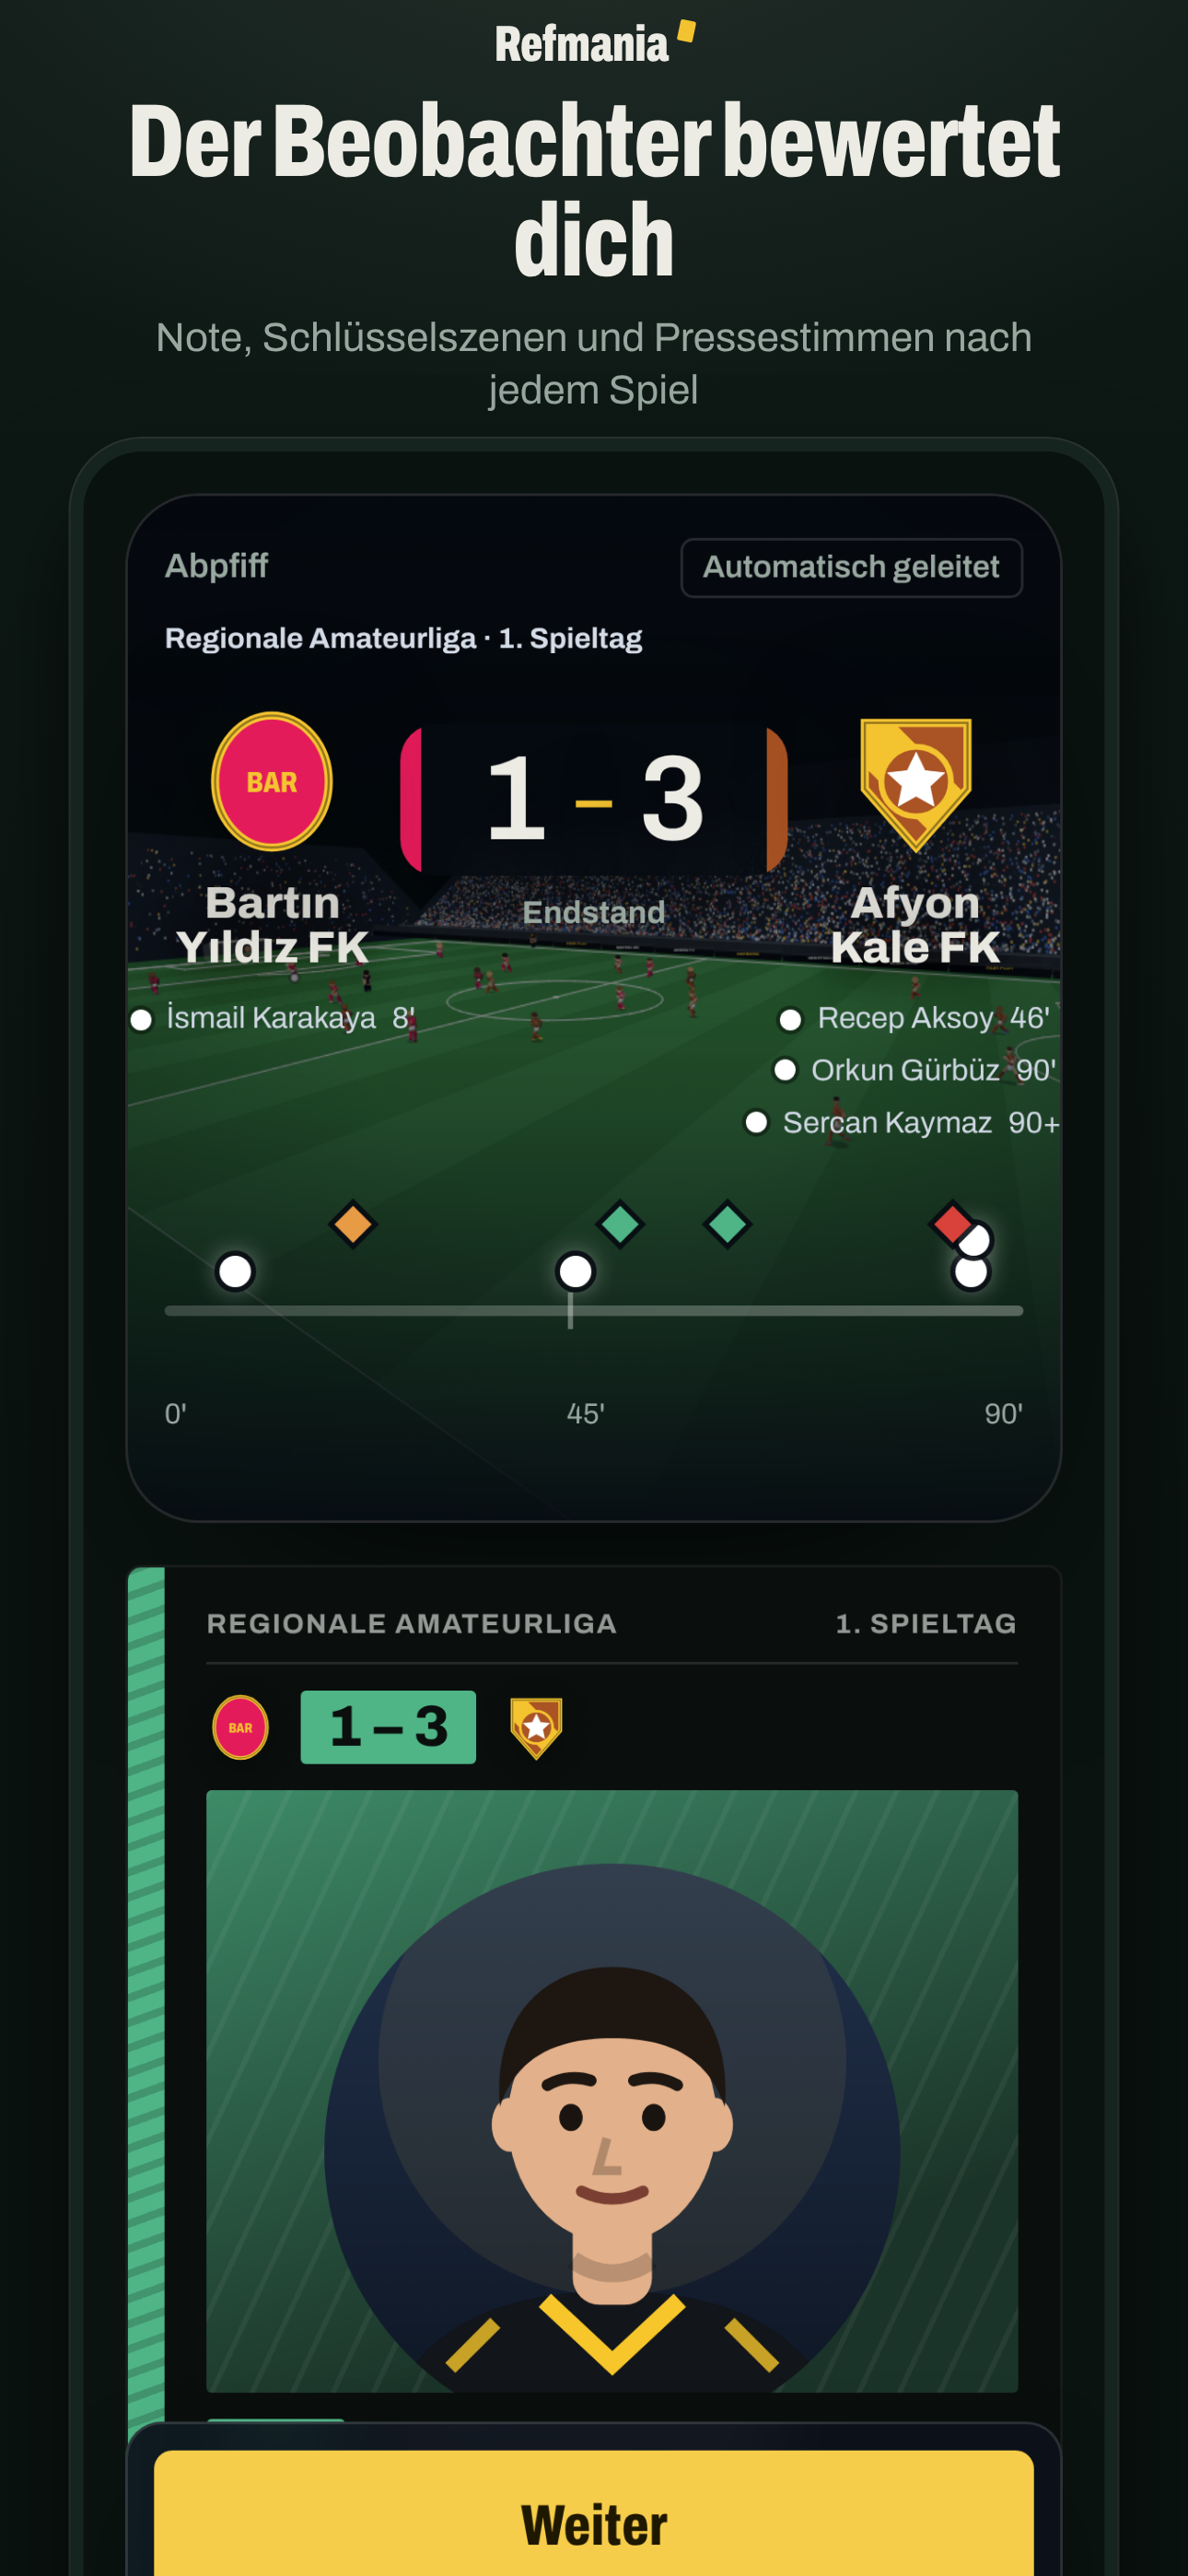 Refmania
Der Beobachter bewertet
dich
Note, Schlüsselszenen und Pressestimmen nach
jedem Spiel
Abpfiff
Automatisch geleitet
Regionale Amateurliga · 1. Spieltag
BAR
1 – 3
Bartın
Yıldız FK
Endstand
Afyon
Kale FK
İsmail Karakaya 8'
Recep Aksoy 46'
Orkun Gürbüz 90'
Sercan Kaymaz 90+
0'
45'
90'
REGIONALE AMATEURLIGA
1. SPIELTAG
BAR
1 – 3
Weiter